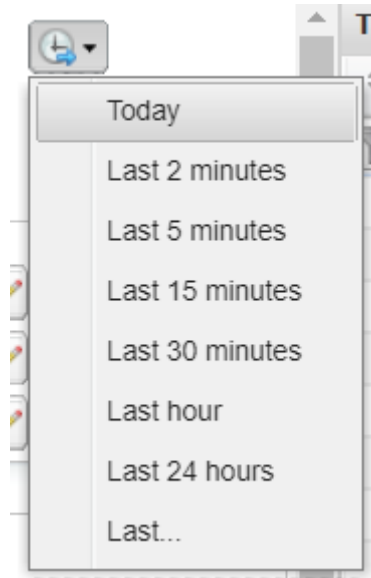 T
Today
Last 2 minutes
Last 5 minutes
Last 15 minutes
Last 30 minutes
Last hour
Last 24 hours
Last...